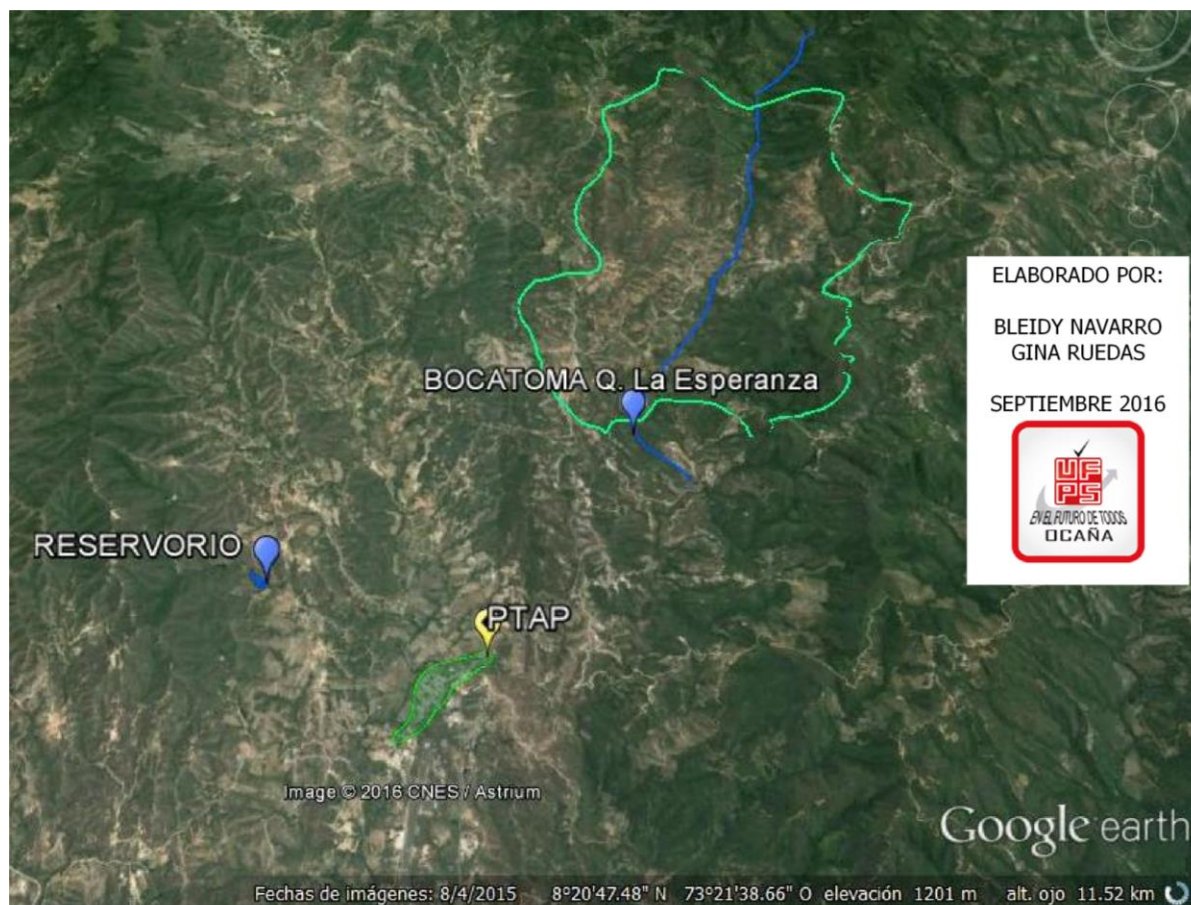 ELABORADO POR:
BLEIDY NAVARRO
GINA RUEDAS
SEPTIEMBRE 2016
UF
PS
EN EL FUTURO DE TODOS
OCAÑA
BOCATOMA Q. La Esperanza
RESERVORIO
PTAP
Image © 2016 CNES / Astrium
Google earth
Fechas de imágenes: 8/4/2015 8°20'47.48" N 73°21'38.66" O elevación 1201 m alt. ojo 11.52 km